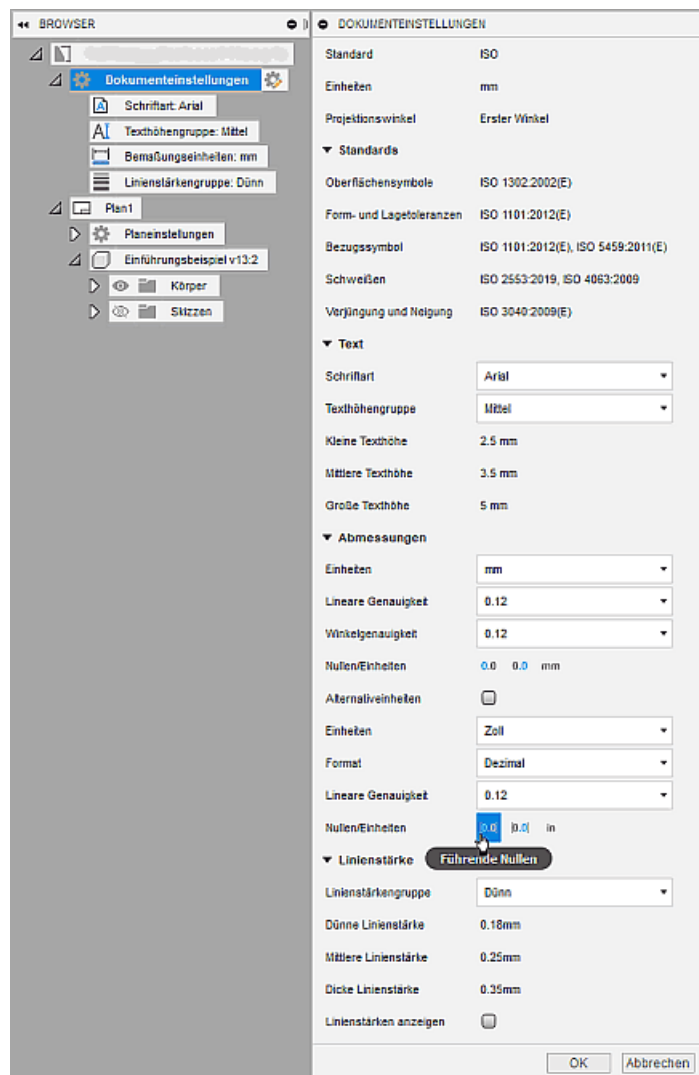 BROWSER
Dokumenteinstellungen
Schriftart: Arial
Texthöhengruppe: Mittel
Bemaßungseinheiten: mm
Linienstärkengruppe: Dünn
Plan1
Planeinstellungen
Einführungsbeispiel v13:2
Körper
Skizzen
DOKUMENTEINSTELLUNGEN
Standard ISO
Einheiten mm
Projektionswinkel Erster Winkel
Standards
Oberflächensymbole ISO 1302:2002(E)
Form- und Lagetoleranzen ISO 1101:2012(E)
Bezugssymbol ISO 1101:2012(E), ISO 5459:2011(E)
Schweißen ISO 2553:2019, ISO 4063:2009
Verjüngung und Neigung ISO 3040:2009(E)
Text
Schriftart Arial
Texthöhengruppe Mittel
Kleine Texthöhe 2.5 mm
Mittlere Texthöhe 3.5 mm
Große Texthöhe 5 mm
Abmessungen
Einheiten mm
Lineare Genauigkeit 0.12
Winkelgenauigkeit 0.12
Nullen/Einheiten 0.0 0.0 mm
Alternativeinheiten
Einheiten Zoll
Format Dezimal
Lineare Genauigkeit 0.12
Nullen/Einheiten 0.0 0.0 in
Führende Nullen
Linienstärke
Linienstärkengruppe Dünn
Dünne Linienstärke 0.18mm
Mittlere Linienstärke 0.25mm
Dicke Linienstärke 0.35mm
Linienstärken anzeigen
OK Abbrechen